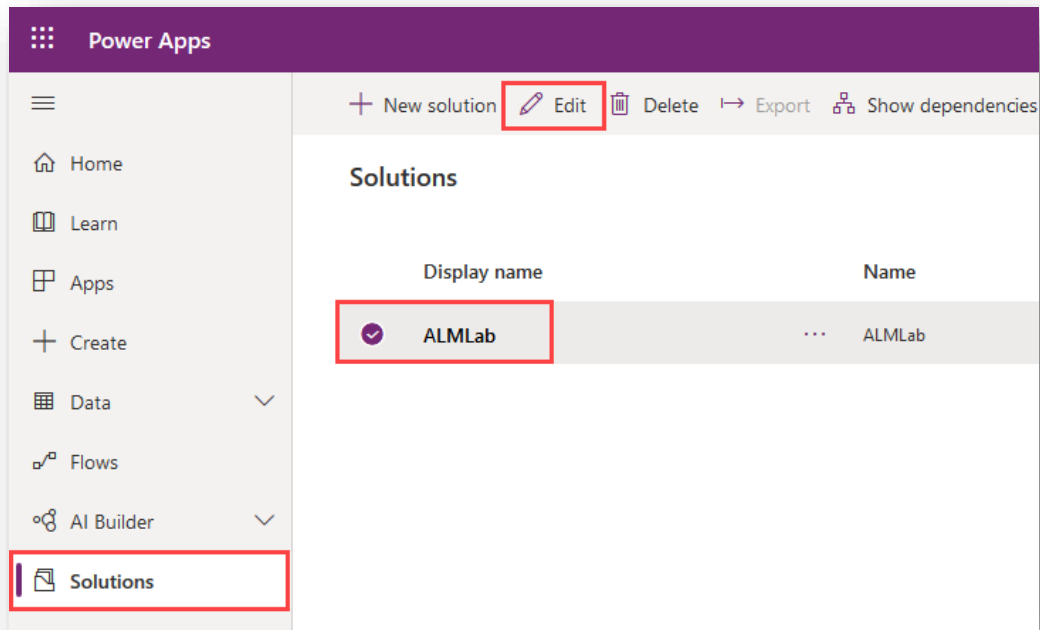 Power Apps
New solution Edit Delete Export Show dependencies
Home
Solutions
Learn
Display name Name
Apps
ALMLab ... ALMLab
Create
Data
Flows
AI Builder
Solutions